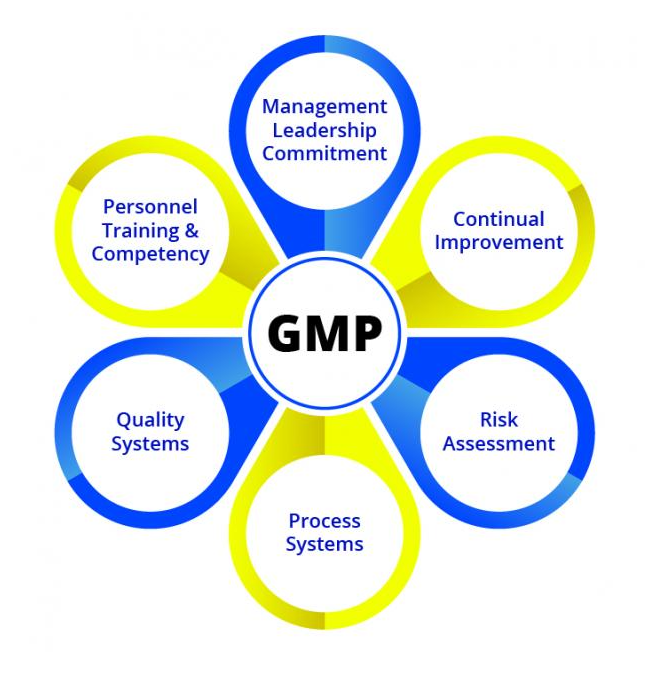 Management
Leadership
Commitment
Personnel
Training &
Competency
Continual
Improvement
GMP
Quality
Systems
Risk
Assessment
Process
Systems